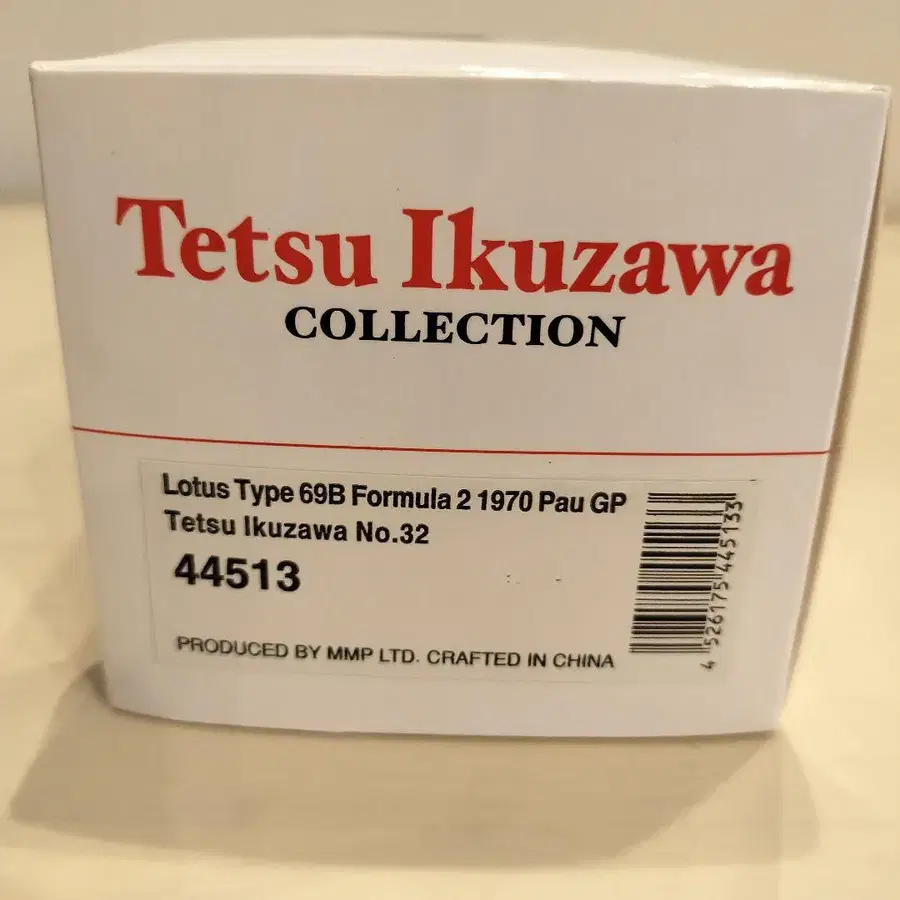 Tetsu Ikuzawa
COLLECTION
Lotus Type 69B Formula 2 1970 Pau GP
Tetsu Ikuzawa No.32
44513
PRODUCED BY MMP LTD. CRAFTED IN CHINA
4 526175 445133